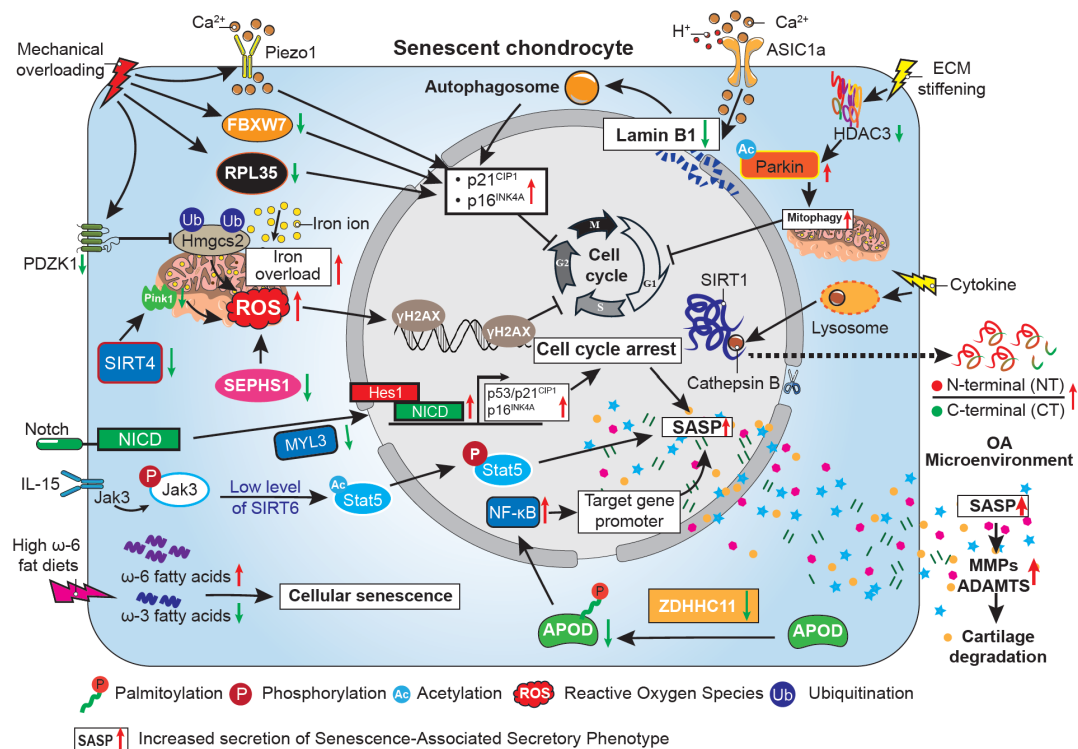 Senescent chondrocyte
Ca²⁺
Piezo1
Mechanical
overloading
H⁺
Ca²⁺
ASIC1a
ECM
stiffening
Autophagosome
FBXW7
Lamin B1
HDAC3
Ac
Parkin
RPL35
• p21CIP1
• p16INK4A
Mitophagy
Ub
Ub
Hmgcs2
Iron ion
PDZK1
Iron
overload
M
G1
S
G2
Cell
cycle
Pink1
ROS
SIRT1
Cytokine
Lysosome
γH2AX
γH2AX
Cell cycle arrest
SIRT4
SEPHS1
Cathepsin B
N-terminal (NT)
C-terminal (CT)
Hes1
NICD
p53/p21CIP1
p16INK4A
Notch
NICD
MYL3
SASP
OA
Microenvironment
IL-15
Jak3
P
Jak3
Low level
of SIRT6
Ac
Stat5
P
Stat5
NF-κB
Target gene
promoter
SASP
MMPs
ADAMTS
Cartilage
degradation
High ω-6
fat diets
ω-6 fatty acids
ω-3 fatty acids
Cellular senescence
P
APOD
ZDHHC11
APOD
P Palmitoylation
P Phosphorylation
Ac Acetylation
ROS Reactive Oxygen Species
Ub Ubiquitination
SASP Increased secretion of Senescence-Associated Secretory Phenotype